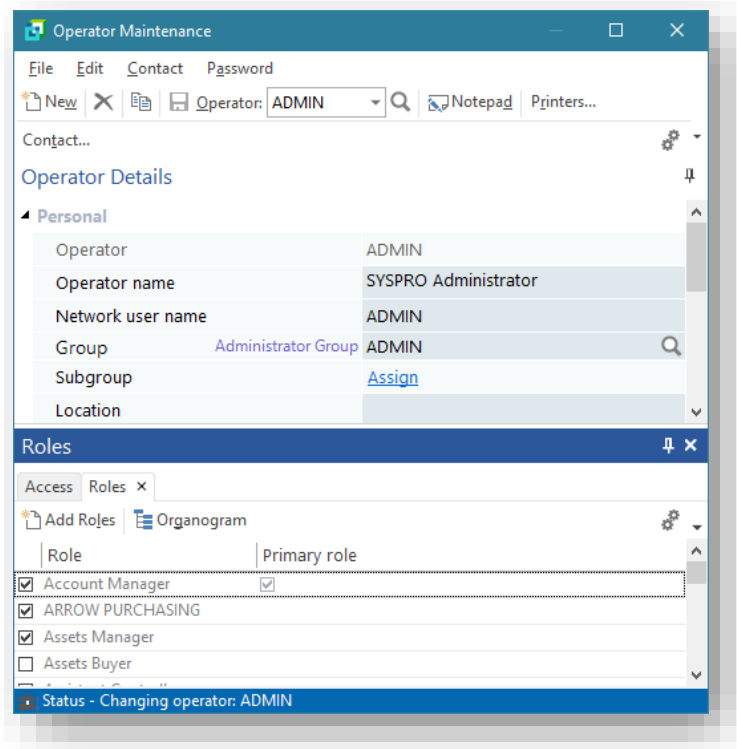 Operator Maintenance
File Edit Contact Password
New Operator: ADMIN Notepad Printers...
Contact...
Operator Details
Personal
Operator ADMIN
Operator name SYSPRO Administrator
Network user name ADMIN
Group Administrator Group ADMIN
Subgroup Assign
Location
Roles
Access Roles
Add Roles Organogram
Role Primary role
Account Manager
ARROW PURCHASING
Assets Manager
Assets Buyer
Status - Changing operator: ADMIN